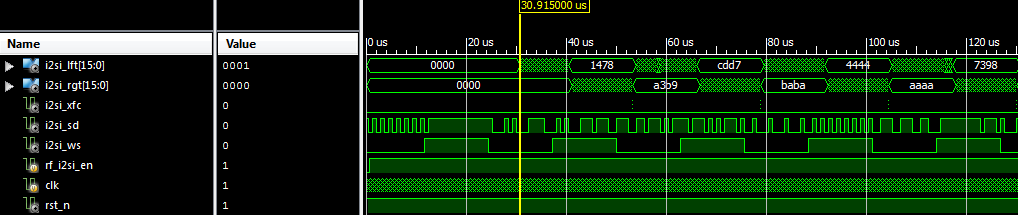 30.915000 us
Name Value
0 us 20 us 40 us 60 us 80 us 100 us 120 us
i2si_lft[15:0] 0001 0000 1478 cdd7 4444 7398
i2si_rgt[15:0] 0000 0000 a3b9 baba aaaa
i2si_xfc 0
i2si_sd 0
i2si_ws 0
rf_i2si_en 1
clk 1
rst_n 1